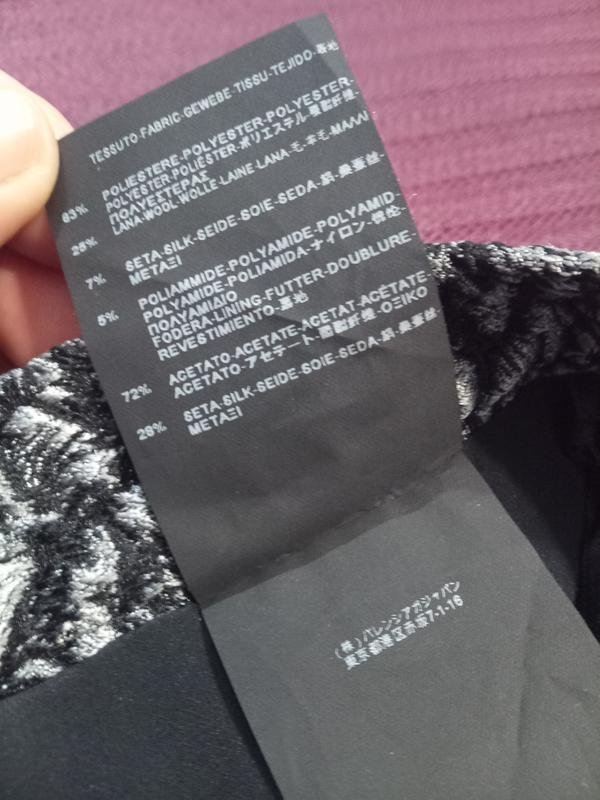 TESSUTO-FABRIC-GEWEBE-TISSU-TEJIDO-表地
63% POLIESTERE-POLYESTER-POLYESTER-
POLYESTER-POLIÉSTER-ポリエステル-聚酯纤维-
ΠΟΛΥΕΣΤΕΡΑΣ
25% LANA-WOOL-WOLLE-LAINE-LANA-毛-羊毛-ΜΑΛΛΙ
7% SETA-SILK-SEIDE-SOIE-SEDA-絹-桑蚕丝-
ΜΕΤΑΞΙ
5% POLIAMMIDE-POLYAMIDE-POLYAMID-
POLYAMIDE-POLIAMIDA-ナイロン-锦纶-
ΠΟΛΥΑΜΙΔΙΟ
FODERA-LINING-FUTTER-DOUBLURE
REVESTIMIENTO-裏地
72% ACETATO-ACETATE-ACETAT-ACÉTATE
ACETATO-アセテート-醋酯纤维-ΟΞΙΚΟ
28% SETA-SILK-SEIDE-SOIE-SEDA-絹-桑蚕丝
ΜΕΤΑΞΙ
(株)バレンシアガジャパン
東京都港区赤坂7-1-16